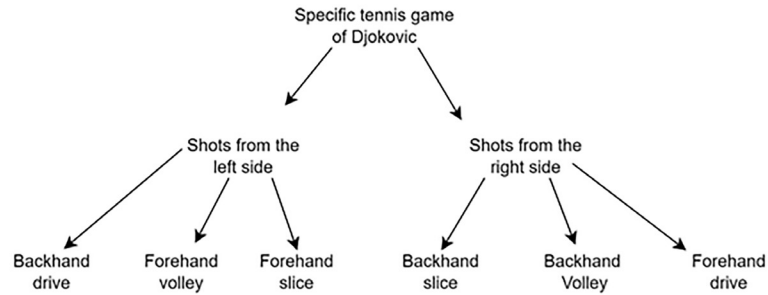 Specific tennis game
of Djokovic
Shots from the
left side
Shots from the
right side
Backhand
drive
Forehand
volley
Forehand
slice
Backhand
slice
Backhand
Volley
Forehand
drive